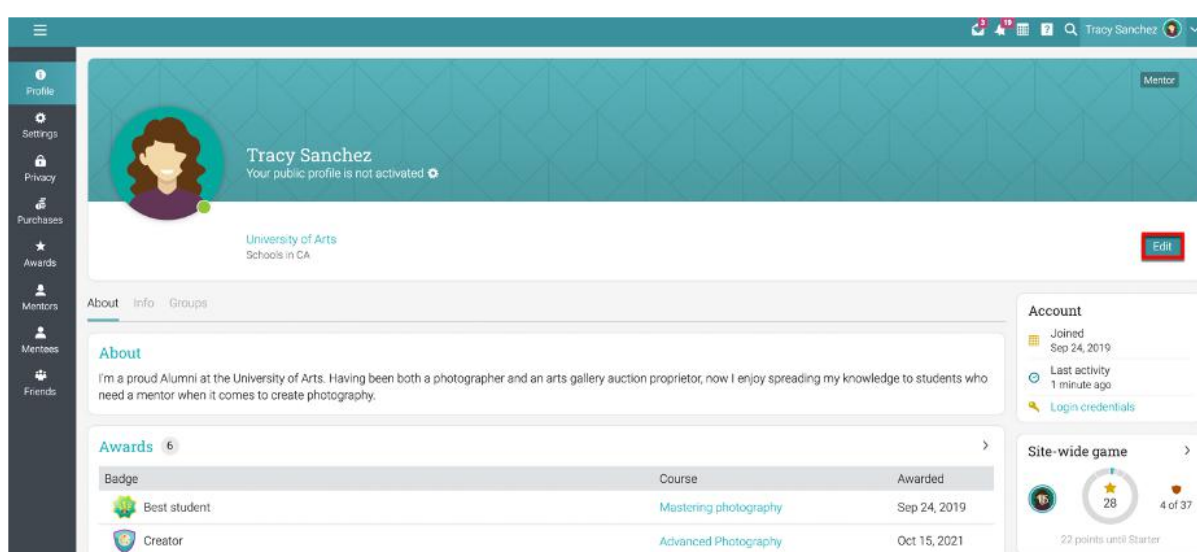 3
19
?
Tracy Sanchez
Profile
Settings
Privacy
Purchases
Awards
Mentors
Mentees
Friends
Mentor
Tracy Sanchez
Your public profile is not activated
University of Arts
Schools in CA
Edit
About Info Groups
About
I'm a proud Alumni at the University of Arts. Having been both a photographer and an arts gallery auction proprietor, now I enjoy spreading my knowledge to students who
need a mentor when it comes to create photography.
Awards 6
Badge Course Awarded
Best student Mastering photography Sep 24, 2019
Creator Advanced Photography Oct 15, 2021
Account
Joined
Sep 24, 2019
Last activity
1 minute ago
Login credentials
Site-wide game
15
28
4 of 37
22 points until Starter